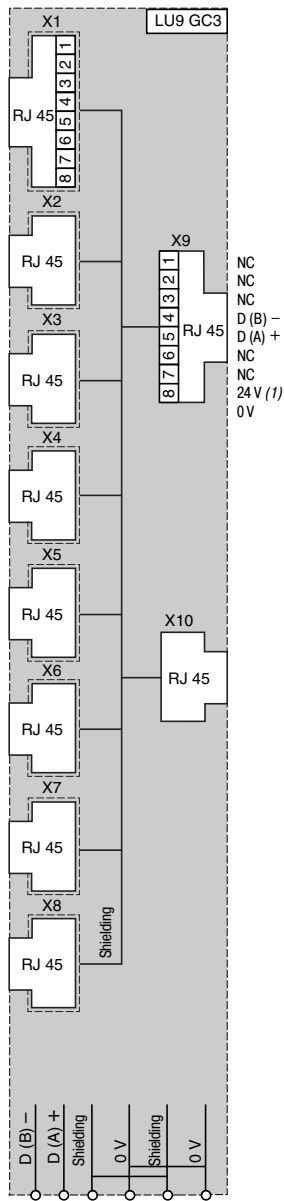 X1
LU9 GC3
RJ 45
1
2
3
4
5
6
7
8
X2
RJ 45
X9
1
2
3
4
5
6
7
8
RJ 45
NC
NC
NC
D (B) –
D (A) +
NC
NC
24 V (1)
0 V
X3
RJ 45
X4
RJ 45
X5
RJ 45
X10
RJ 45
X6
RJ 45
X7
RJ 45
X8
RJ 45
Shielding
D (B) –
D (A) +
Shielding
0 V
Shielding
0 V